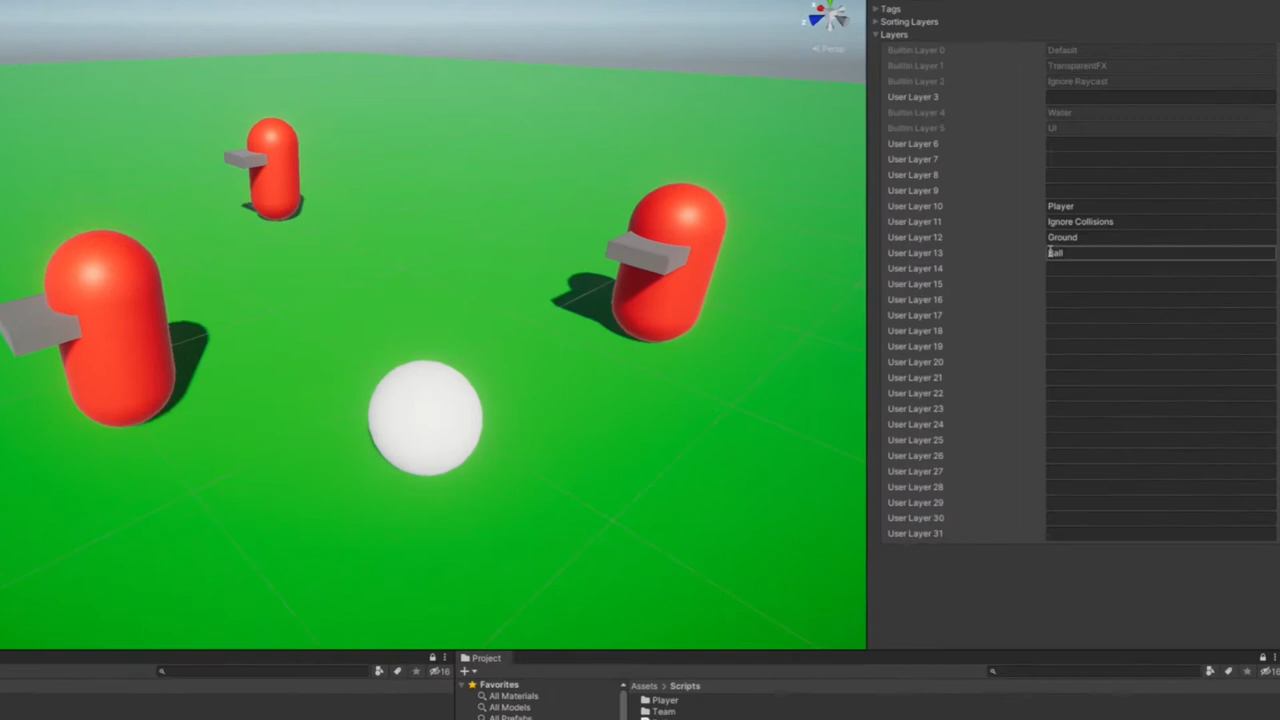 Tags
Sorting Layers
z
Persp
Layers
Builtin Layer 0 Default
Builtin Layer 1 TransparentFX
Builtin Layer 2 Ignore Raycast
User Layer 3
Builtin Layer 4 Water
Builtin Layer 5 UI
User Layer 6
User Layer 7
User Layer 8
User Layer 9
User Layer 10 Player
User Layer 11 Ignore Collisions
User Layer 12 Ground
User Layer 13 Ball
User Layer 14
User Layer 15
User Layer 16
User Layer 17
User Layer 18
User Layer 19
User Layer 20
User Layer 21
User Layer 22
User Layer 23
User Layer 24
User Layer 25
User Layer 26
User Layer 27
User Layer 28
User Layer 29
User Layer 30
User Layer 31
Project
16
16
Favorites
All Materials
All Models
All Prefabs
Assets > Scripts
Player
Team